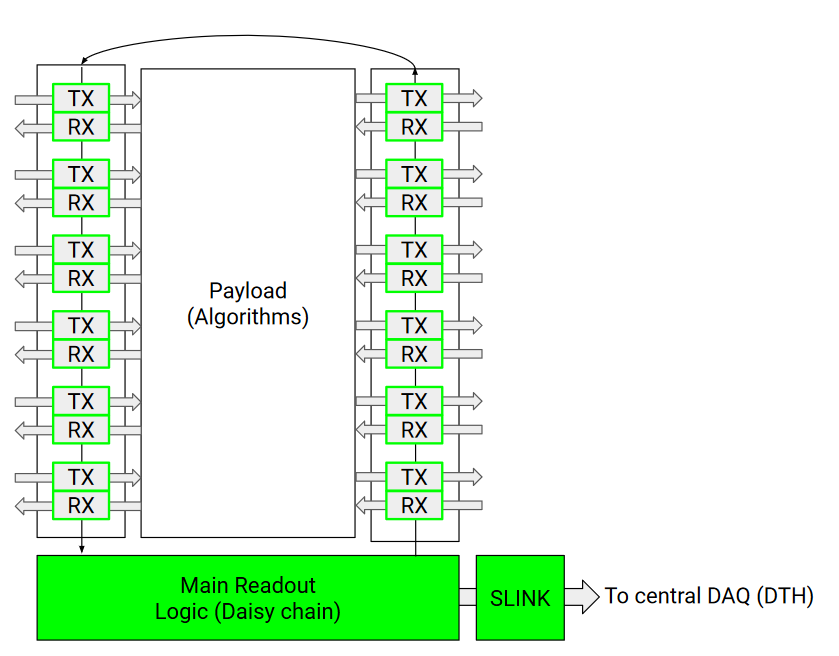 TX
RX
TX
RX
TX
RX
TX
RX
TX
RX
TX
RX
Payload
(Algorithms)
TX
RX
TX
RX
TX
RX
TX
RX
TX
RX
TX
RX
Main Readout
Logic (Daisy chain)
SLINK
To central DAQ (DTH)